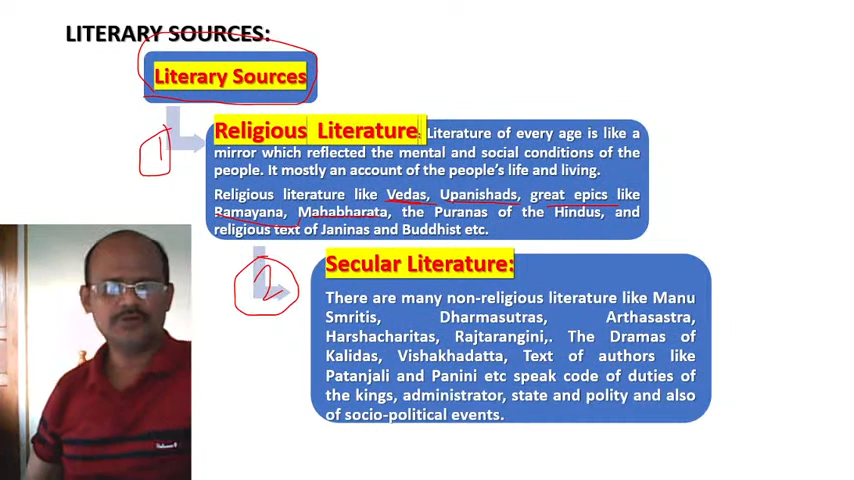 LITERARY SOURCES:
Literary Sources
1
Religious Literature: Literature of every age is like a
mirror which reflected the mental and social conditions of the
people. It mostly an account of the people's life and living.
Religious literature like Vedas, Upanishads, great epics like
Ramayana, Mahabharata, the Puranas of the Hindus, and
religious text of Janinas and Buddhist etc.
2
Secular Literature:
There are many non-religious literature like Manu
Smritis, Dharmasutras, Arthasastra,
Harshacharitas, Rajtarangini,. The Dramas of
Kalidas, Vishakhadatta, Text of authors like
Patanjali and Panini etc speak code of duties of
the kings, administrator, state and polity and also
of socio-political events.